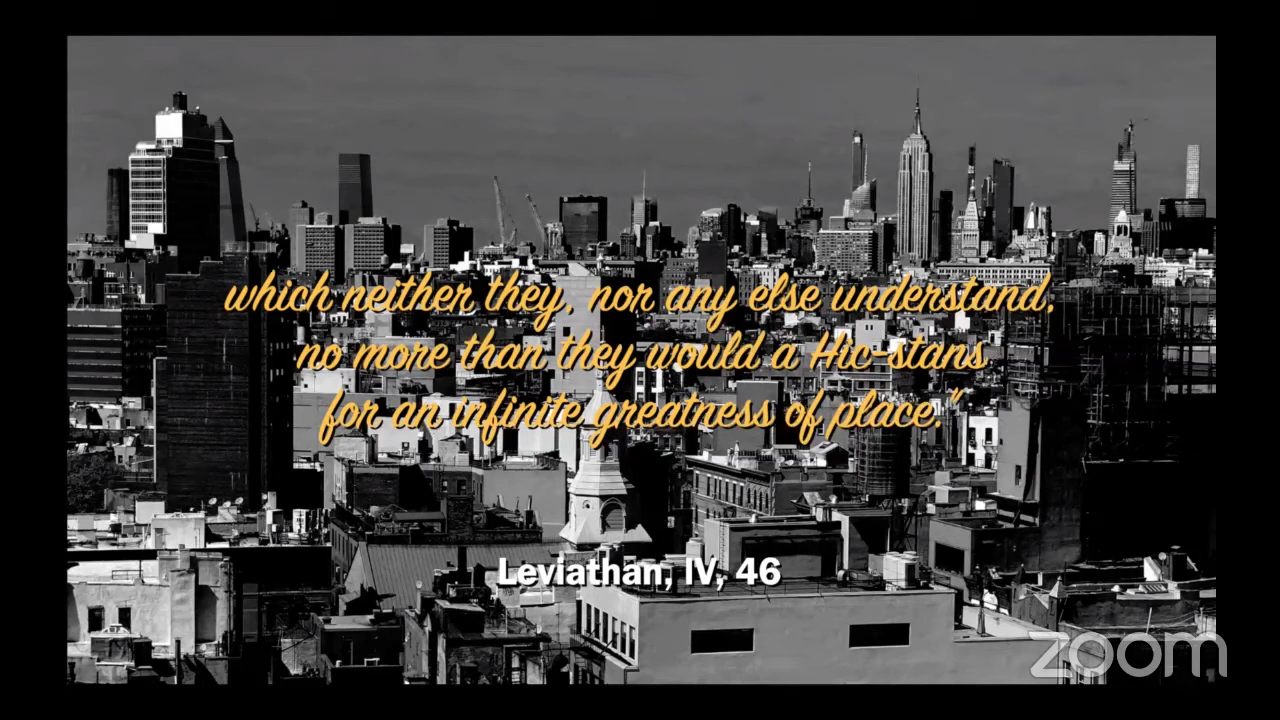 which neither they, nor any else understand,
no more than they would a Hic-stans
for an infinite greatness of place."
Leviathan, IV, 46
zoom